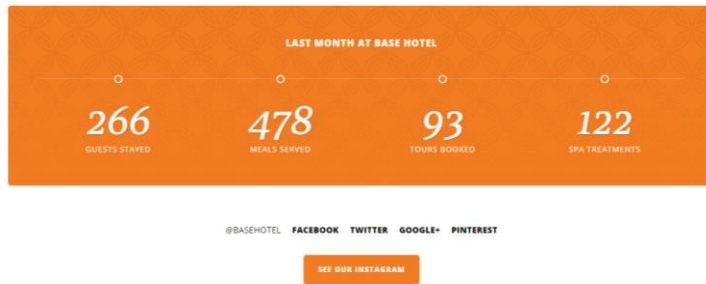 LAST MONTH AT BASE HOTEL
266 478 93 122
GUESTS STAYED MEALS SERVED TOURS BOOKED SPA TREATMENTS
@BASEHOTEL FACEBOOK TWITTER GOOGLE+ PINTEREST
SEE OUR INSTAGRAM